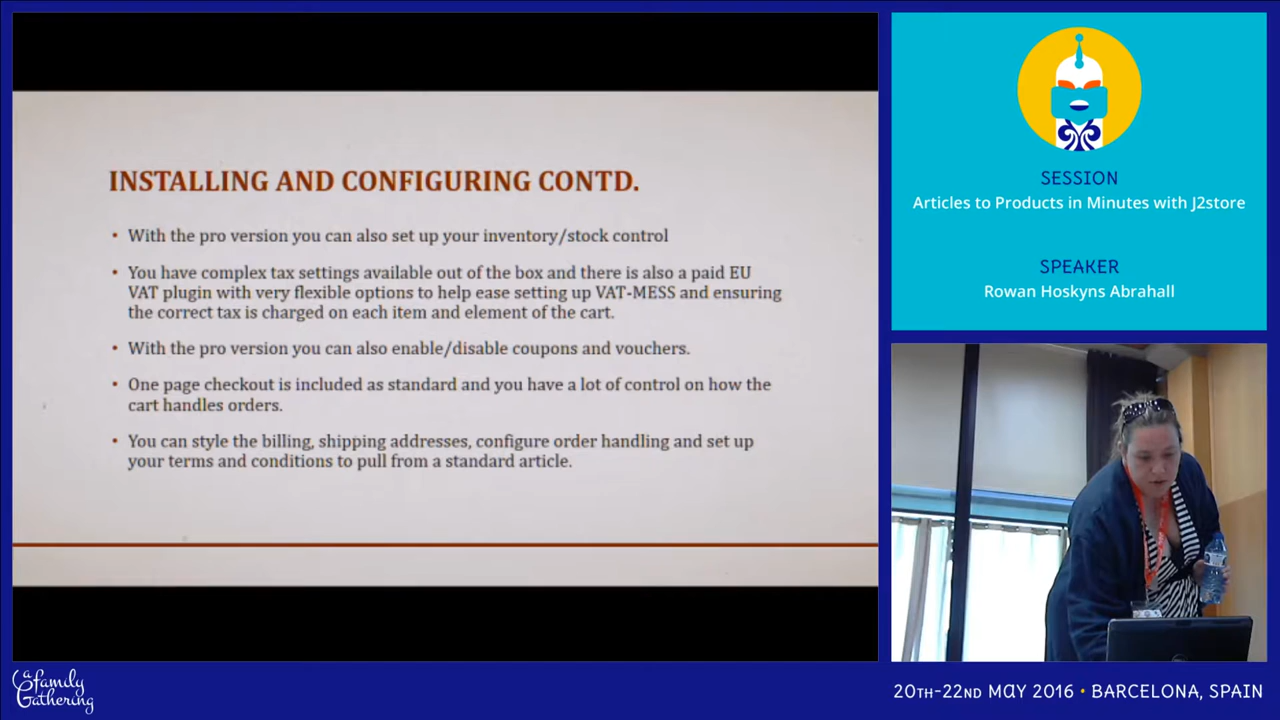 INSTALLING AND CONFIGURING CONTD.
• With the pro version you can also set up your inventory/stock control
• You have complex tax settings available out of the box and there is also a paid EU
VAT plugin with very flexible options to help ease setting up VAT-MESS and ensuring
the correct tax is charged on each item and element of the cart.
• With the pro version you can also enable/disable coupons and vouchers.
• One page checkout is included as standard and you have a lot of control on how the
cart handles orders.
• You can style the billing, shipping addresses, configure order handling and set up
your terms and conditions to pull from a standard article.
SESSION
Articles to Products in Minutes with J2store
SPEAKER
Rowan Hoskyns Abrahall
a family
Gathering
20TH-22ND MAY 2016 • BARCELONA, SPAIN